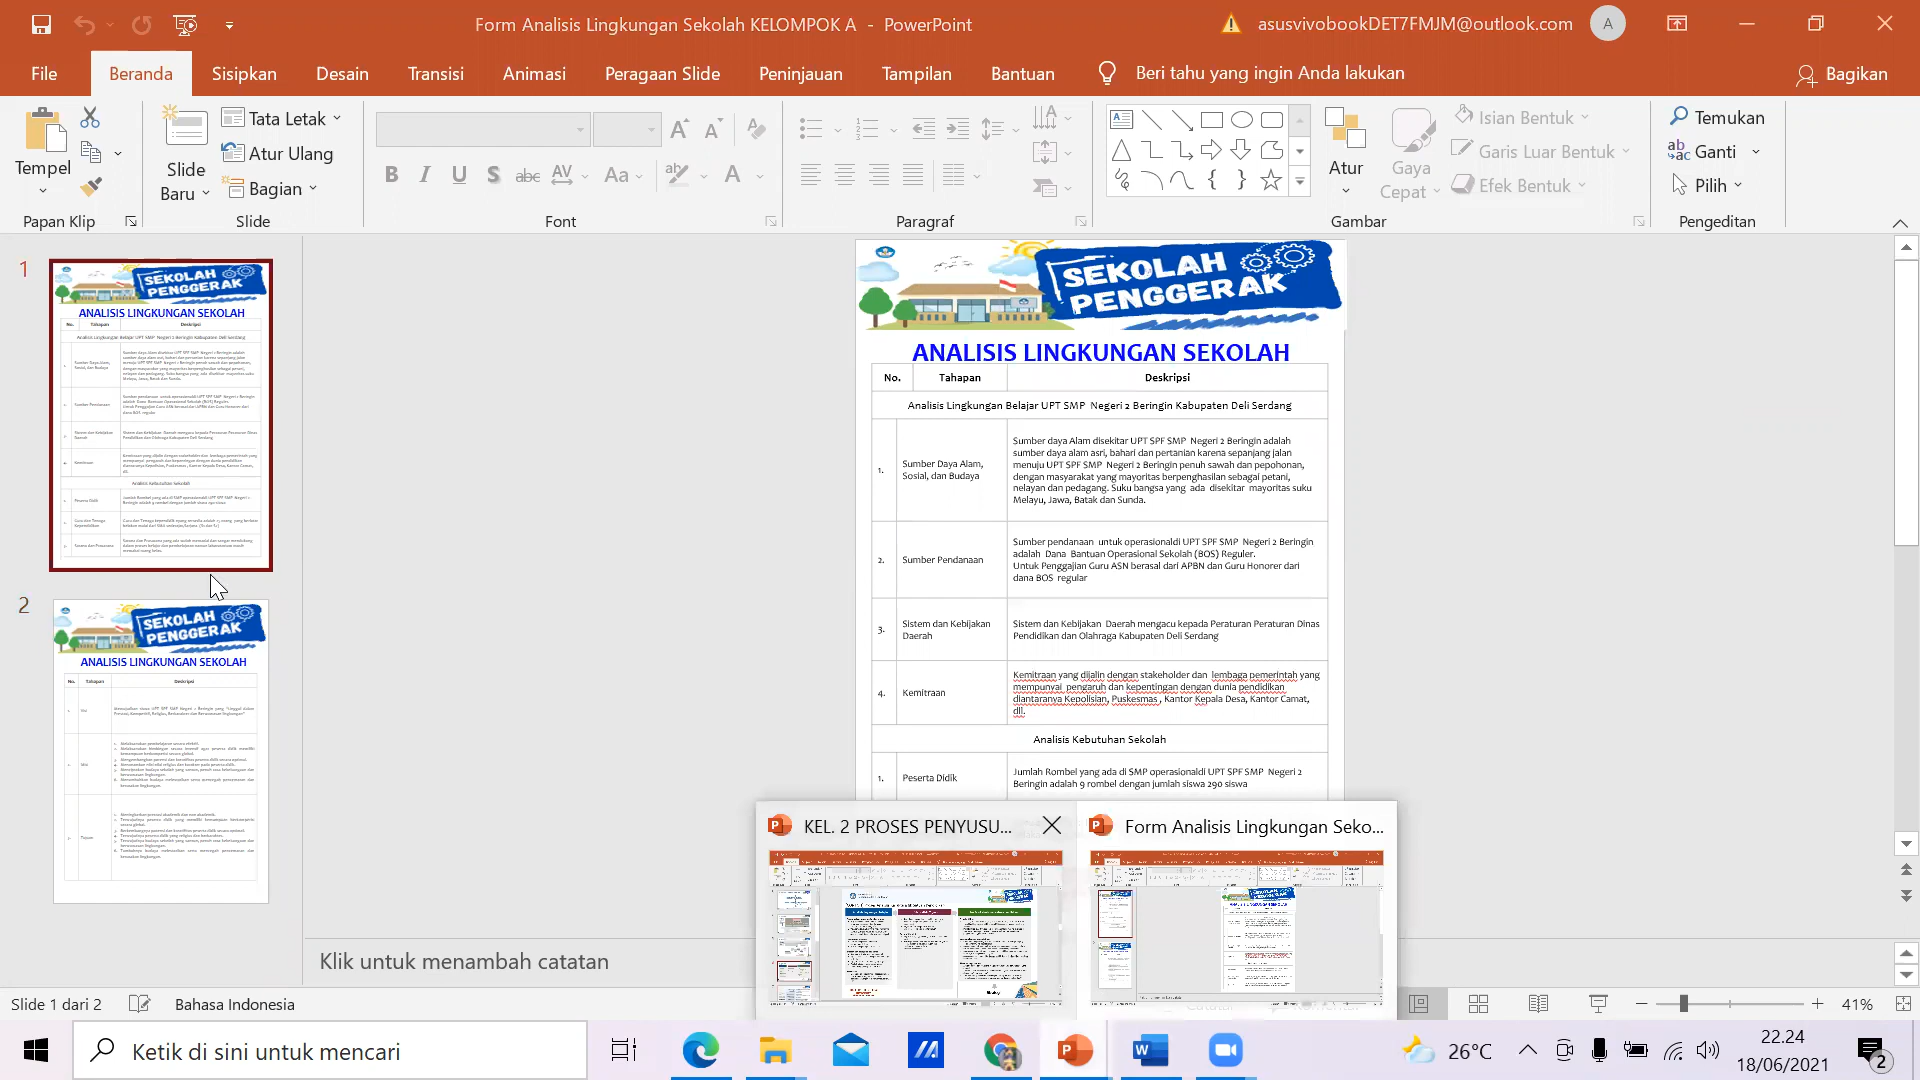 Form Analisis Lingkungan Sekolah KELOMPOK A - PowerPoint
asusvivobookDET7FMJM@outlook.com
A
File
Beranda
Sisipkan
Desain
Transisi
Animasi
Peragaan Slide
Peninjauan
Tampilan
Bantuan
Beri tahu yang ingin Anda lakukan
Bagikan
Tempel
Papan Klip
Slide Baru
Tata Letak
Atur Ulang
Bagian
Slide
Font
Paragraf
Atur
Gaya Cepat
Isian Bentuk
Garis Luar Bentuk
Efek Bentuk
Gambar
Temukan
Ganti
Pilih
Pengeditan
1
2
SEKOLAH
PENGGERAK
ANALISIS LINGKUNGAN SEKOLAH
No. Tahapan Deskripsi
Analisis Lingkungan Belajar UPT SMP Negeri 2 Beringin Kabupaten Deli Serdang
1. Sumber Daya Alam, Sosial, dan Budaya
Sumber daya Alam disekitar UPT SPF SMP Negeri 2 Beringin adalah
sumber daya alam asri, bahari dan pertanian karena sepanjang jalan
menuju UPT SPF SMP Negeri 2 Beringin penuh sawah dan pepohonan,
dengan masyarakat yang mayoritas berpenghasilan sebagai petani,
nelayan dan pedagang. Suku bangsa yang ada disekitar mayoritas suku
Melayu, Jawa, Batak dan Sunda.
2. Sumber Pendanaan
Sumber pendanaan untuk operasionaldi UPT SPF SMP Negeri 2 Beringin
adalah Dana Bantuan Operasional Sekolah (BOS) Reguler.
Untuk Penggajian Guru ASN berasal dari APBN dan Guru Honorer dari
dana BOS regular
3. Sistem dan Kebijakan Daerah
Sistem dan Kebijakan Daerah mengacu kepada Peraturan Peraturan Dinas
Pendidikan dan Olahraga Kabupaten Deli Serdang
4. Kemitraan
Kemitraan yang dijalin dengan stakeholder dan lembaga pemerintah yang
mempunyai pengaruh dan kepentingan dengan dunia pendidikan
diantaranya Kepolisian, Puskesmas , Kantor Kepala Desa, Kantor Camat,
dll.
Analisis Kebutuhan Sekolah
1. Peserta Didik
Jumlah Rombel yang ada di SMP operasionaldi UPT SPF SMP Negeri 2
Beringin adalah 9 rombel dengan jumlah siswa 290 siswa
KEL. 2 PROSES PENYUSU...
Form Analisis Lingkungan Seko...
Klik untuk menambah catatan
Slide 1 dari 2
Bahasa Indonesia
41%
Ketik di sini untuk mencari
26°C
22.24
18/06/2021
2